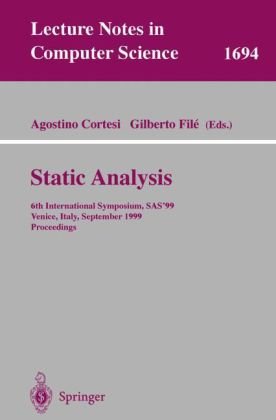 Lecture Notes in
Computer Science 1694
Agostino Cortesi Gilberto Filé (Eds.)
Static Analysis
6th International Symposium, SAS'99
Venice, Italy, September 1999
Proceedings
Springer